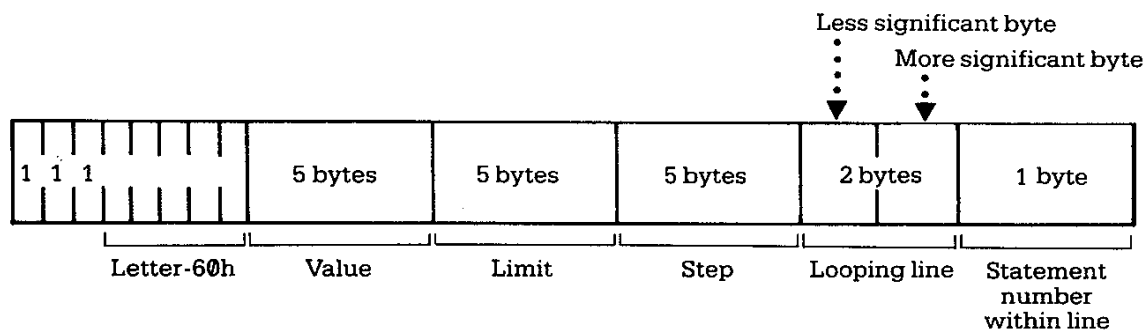 Less significant byte
More significant byte
1 1 1
5 bytes
5 bytes
5 bytes
2 bytes
1 byte
Letter-60h
Value
Limit
Step
Looping line
Statement
number
within line